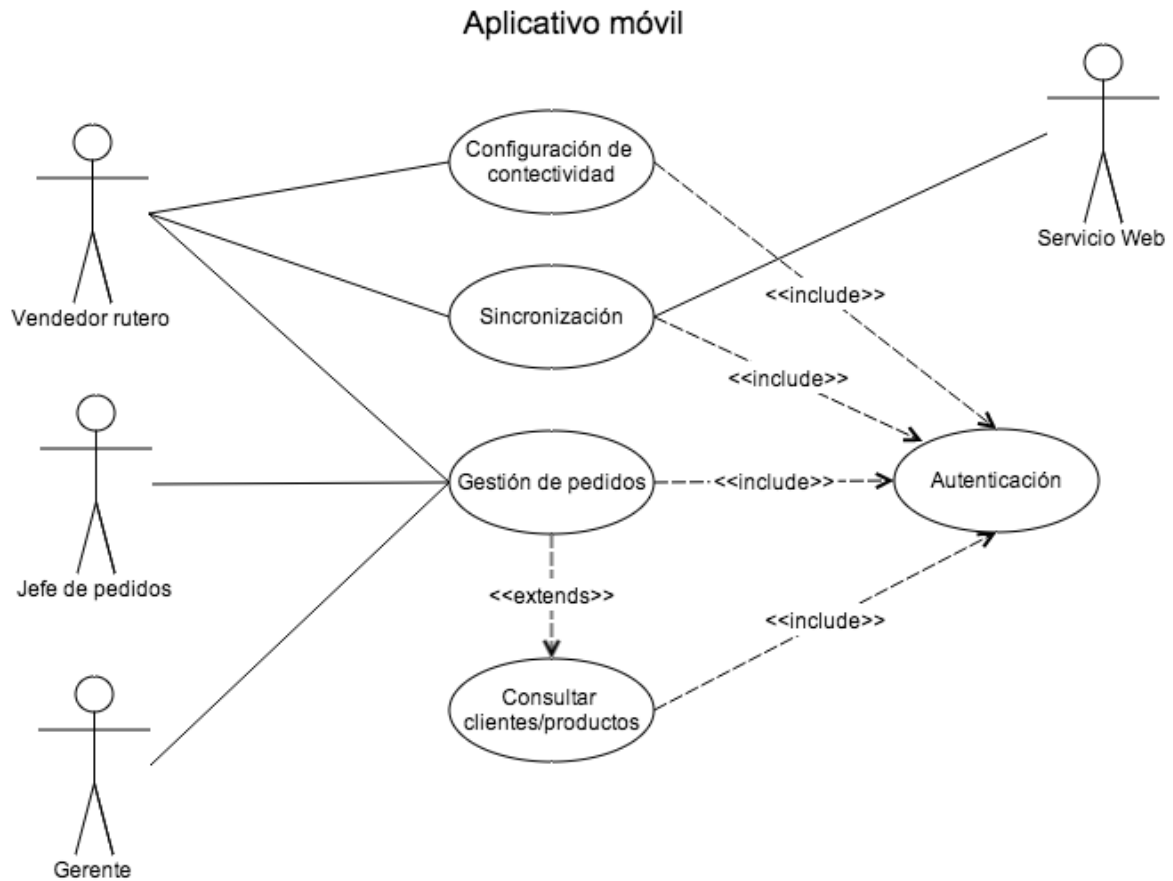 Aplicativo móvil
Configuración de
contectividad
Servicio Web
Vendedor rutero
Sincronización
<<include>>
<<include>>
Gestión de pedidos
<<include>>
Autenticación
Jefe de pedidos
<<extends>>
<<include>>
Consultar
clientes/productos
Gerente